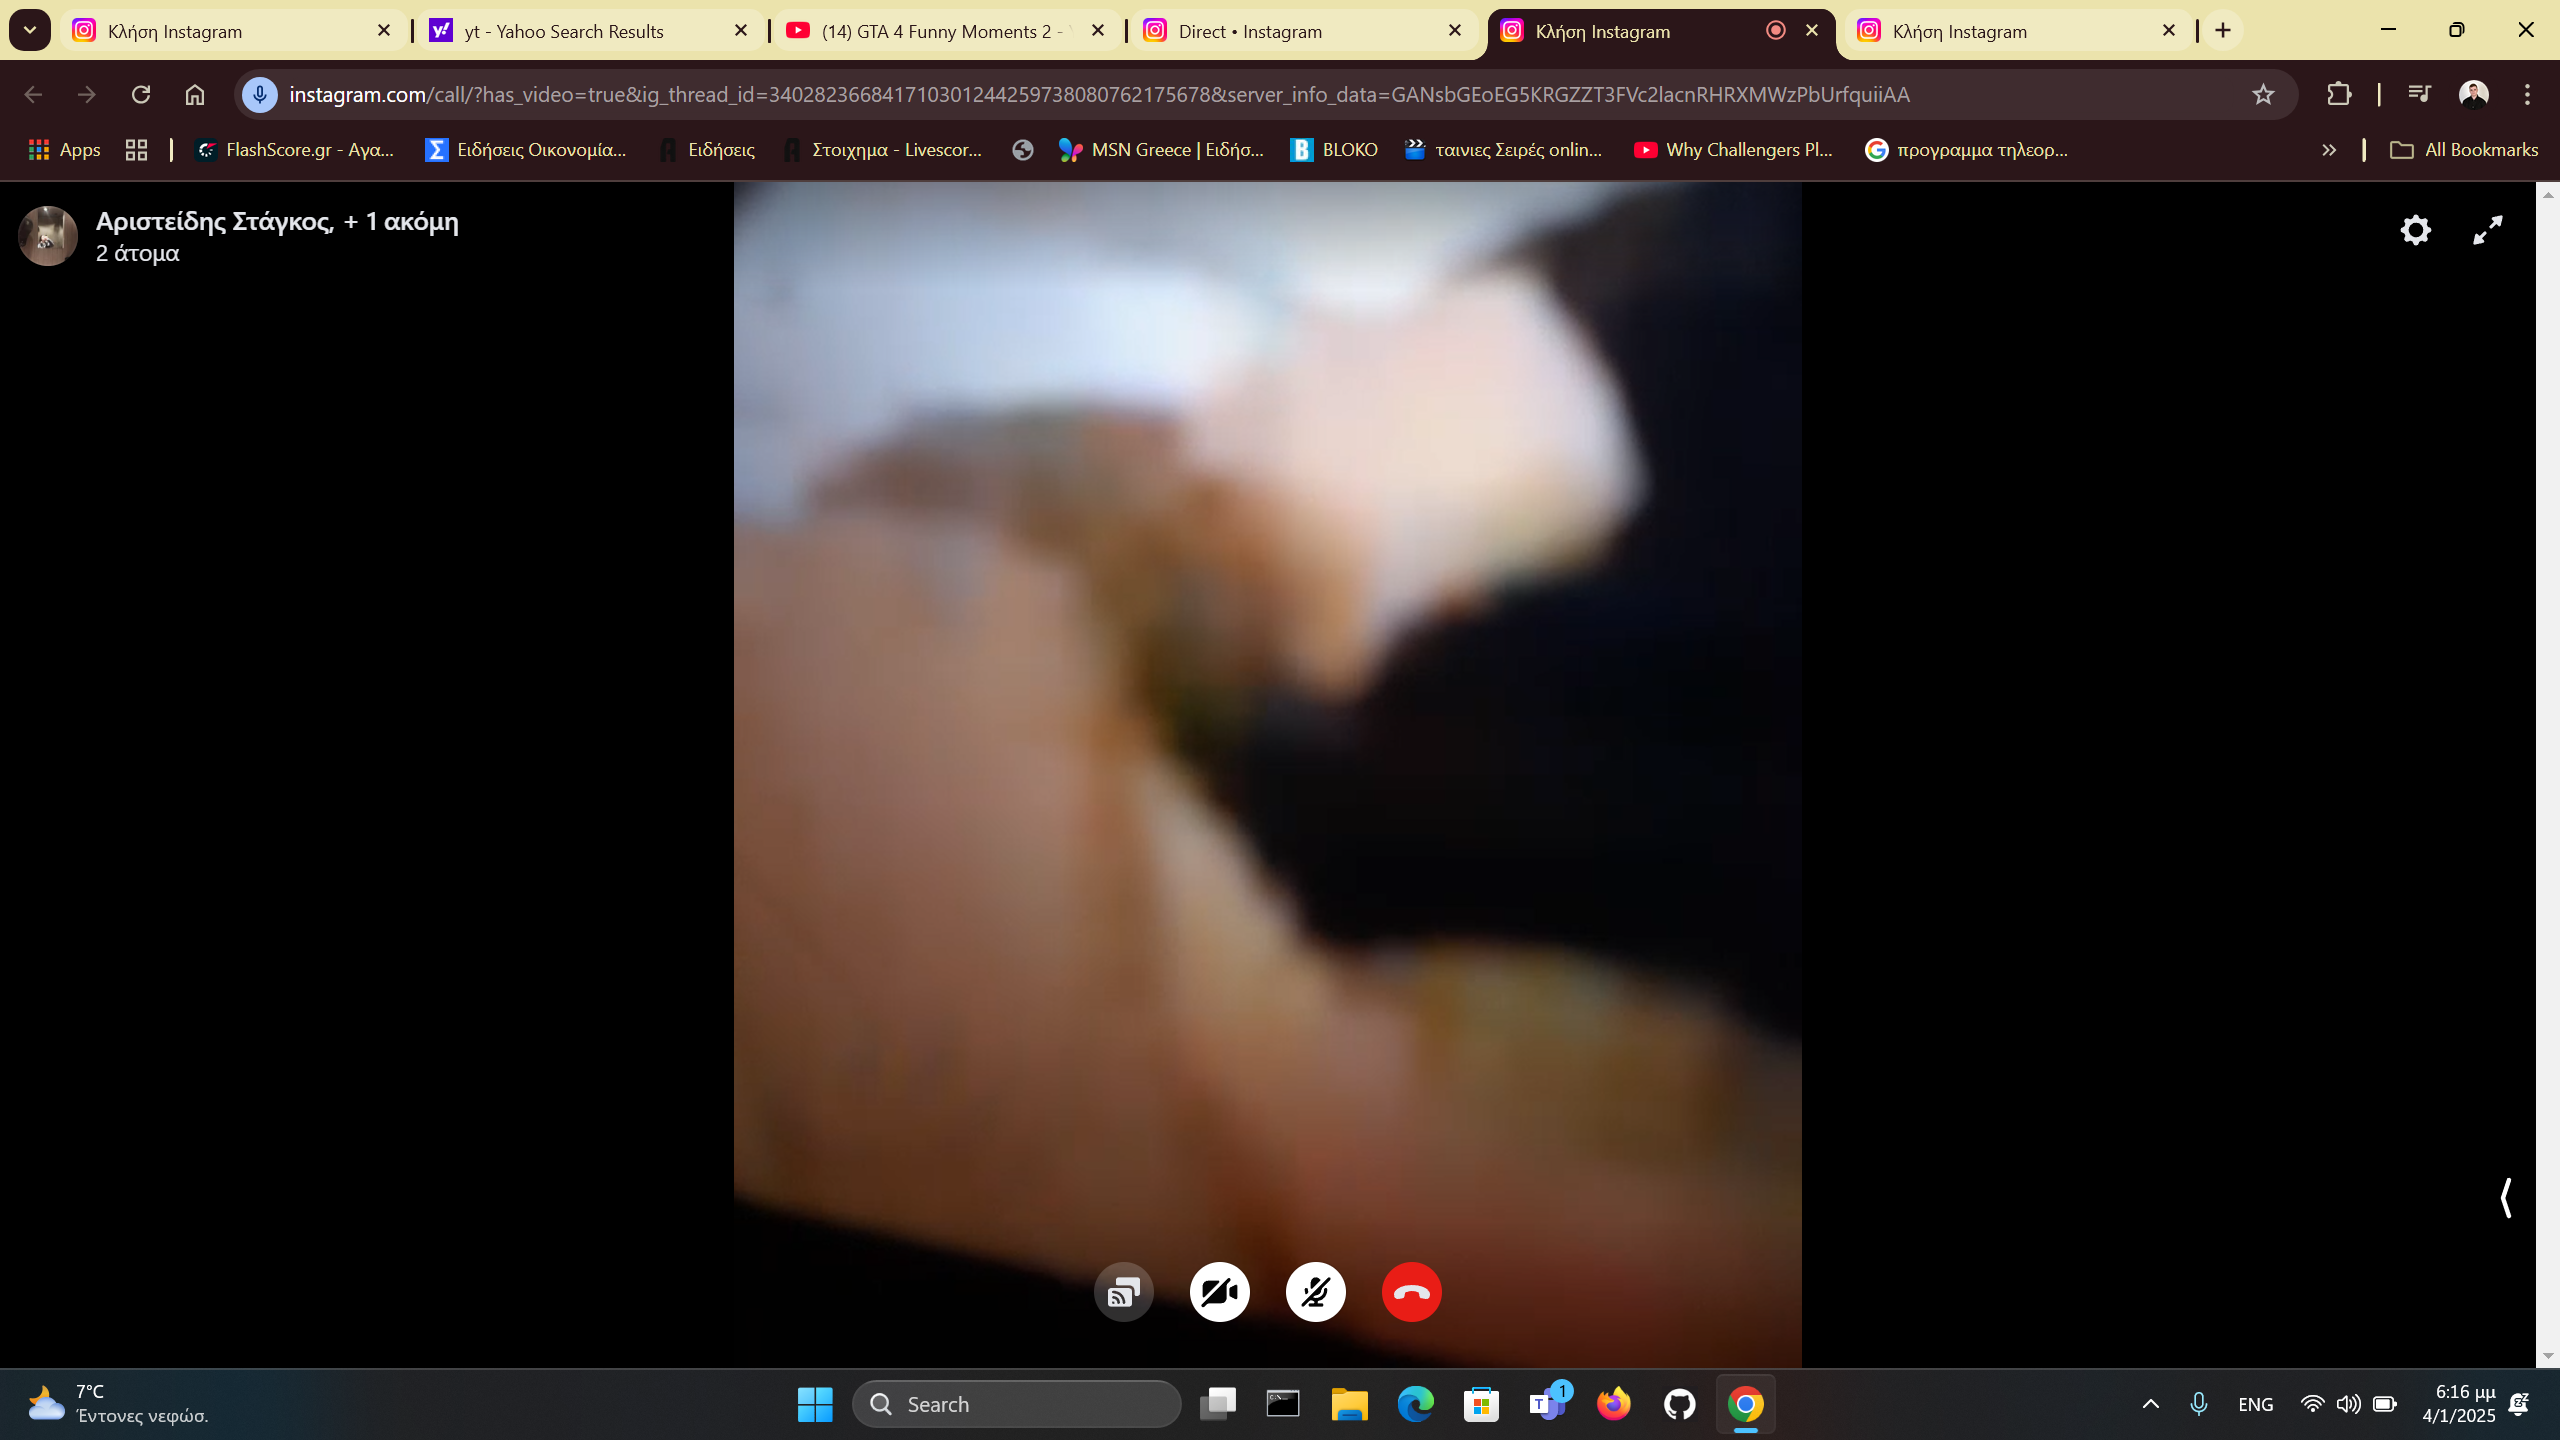 Κλήση Instagram
yt - Yahoo Search Results
(14) GTA 4 Funny Moments 2 -
Direct • Instagram
Κλήση Instagram
Κλήση Instagram
instagram.com/call/?has_video=true&ig_thread_id=340282366841710301244259738080762175678&server_info_data=GANsbGEoEG5KRGZZT3FVc2lacnRHRXMWzPbUrfquiiAA
Apps
FlashScore.gr - Αγα...
Ειδήσεις Οικονομία...
Ειδήσεις
Στοιχημα - Livescor...
MSN Greece | Ειδήσ...
BLOKO
ταινιες Σειρές onlin...
Why Challengers Pl...
προγραμμα τηλεορ...
»
All Bookmarks
Αριστείδης Στάγκος, + 1 ακόμη
2 άτομα
7°C
Έντονες νεφώσ.
Search
1
ENG
6:16 μμ
4/1/2025